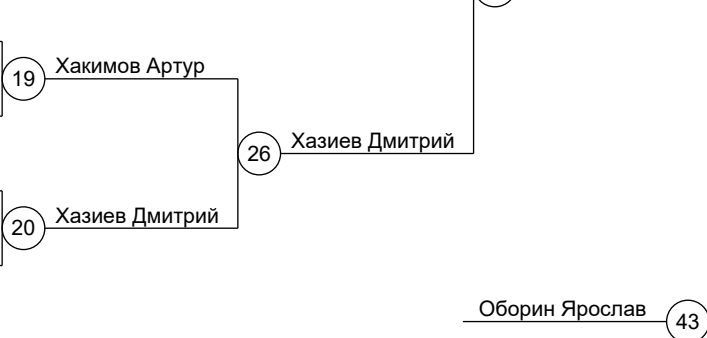 19 Хакимов Артур
26 Хазиев Дмитрий
20 Хазиев Дмитрий
Оборин Ярослав 43